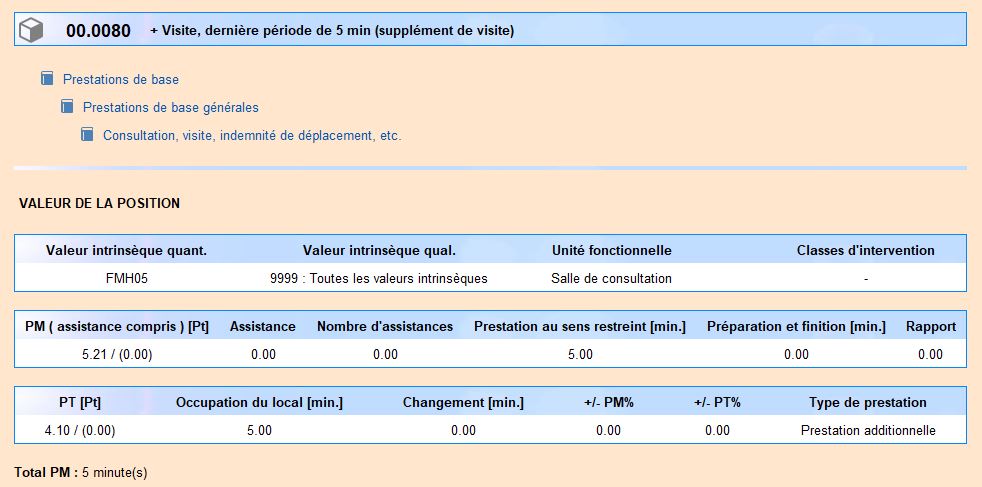 00.0080 + Visite, dernière période de 5 min (supplément de visite)
Prestations de base
Prestations de base générales
Consultation, visite, indemnité de déplacement, etc.
VALEUR DE LA POSITION
Valeur intrinsèque quant. Valeur intrinsèque qual. Unité fonctionnelle Classes d'intervention
FMH05 9999 : Toutes les valeurs intrinsèques Salle de consultation -
PM ( assistance compris ) [Pt] Assistance Nombre d'assistances Prestation au sens restreint [min.] Préparation et finition [min.] Rapport
5.21 / (0.00) 0.00 0.00 5.00 0.00 0.00
PT [Pt] Occupation du local [min.] Changement [min.] +/- PM% +/- PT% Type de prestation
4.10 / (0.00) 5.00 0.00 0.00 0.00 Prestation additionnelle
Total PM : 5 minute(s)